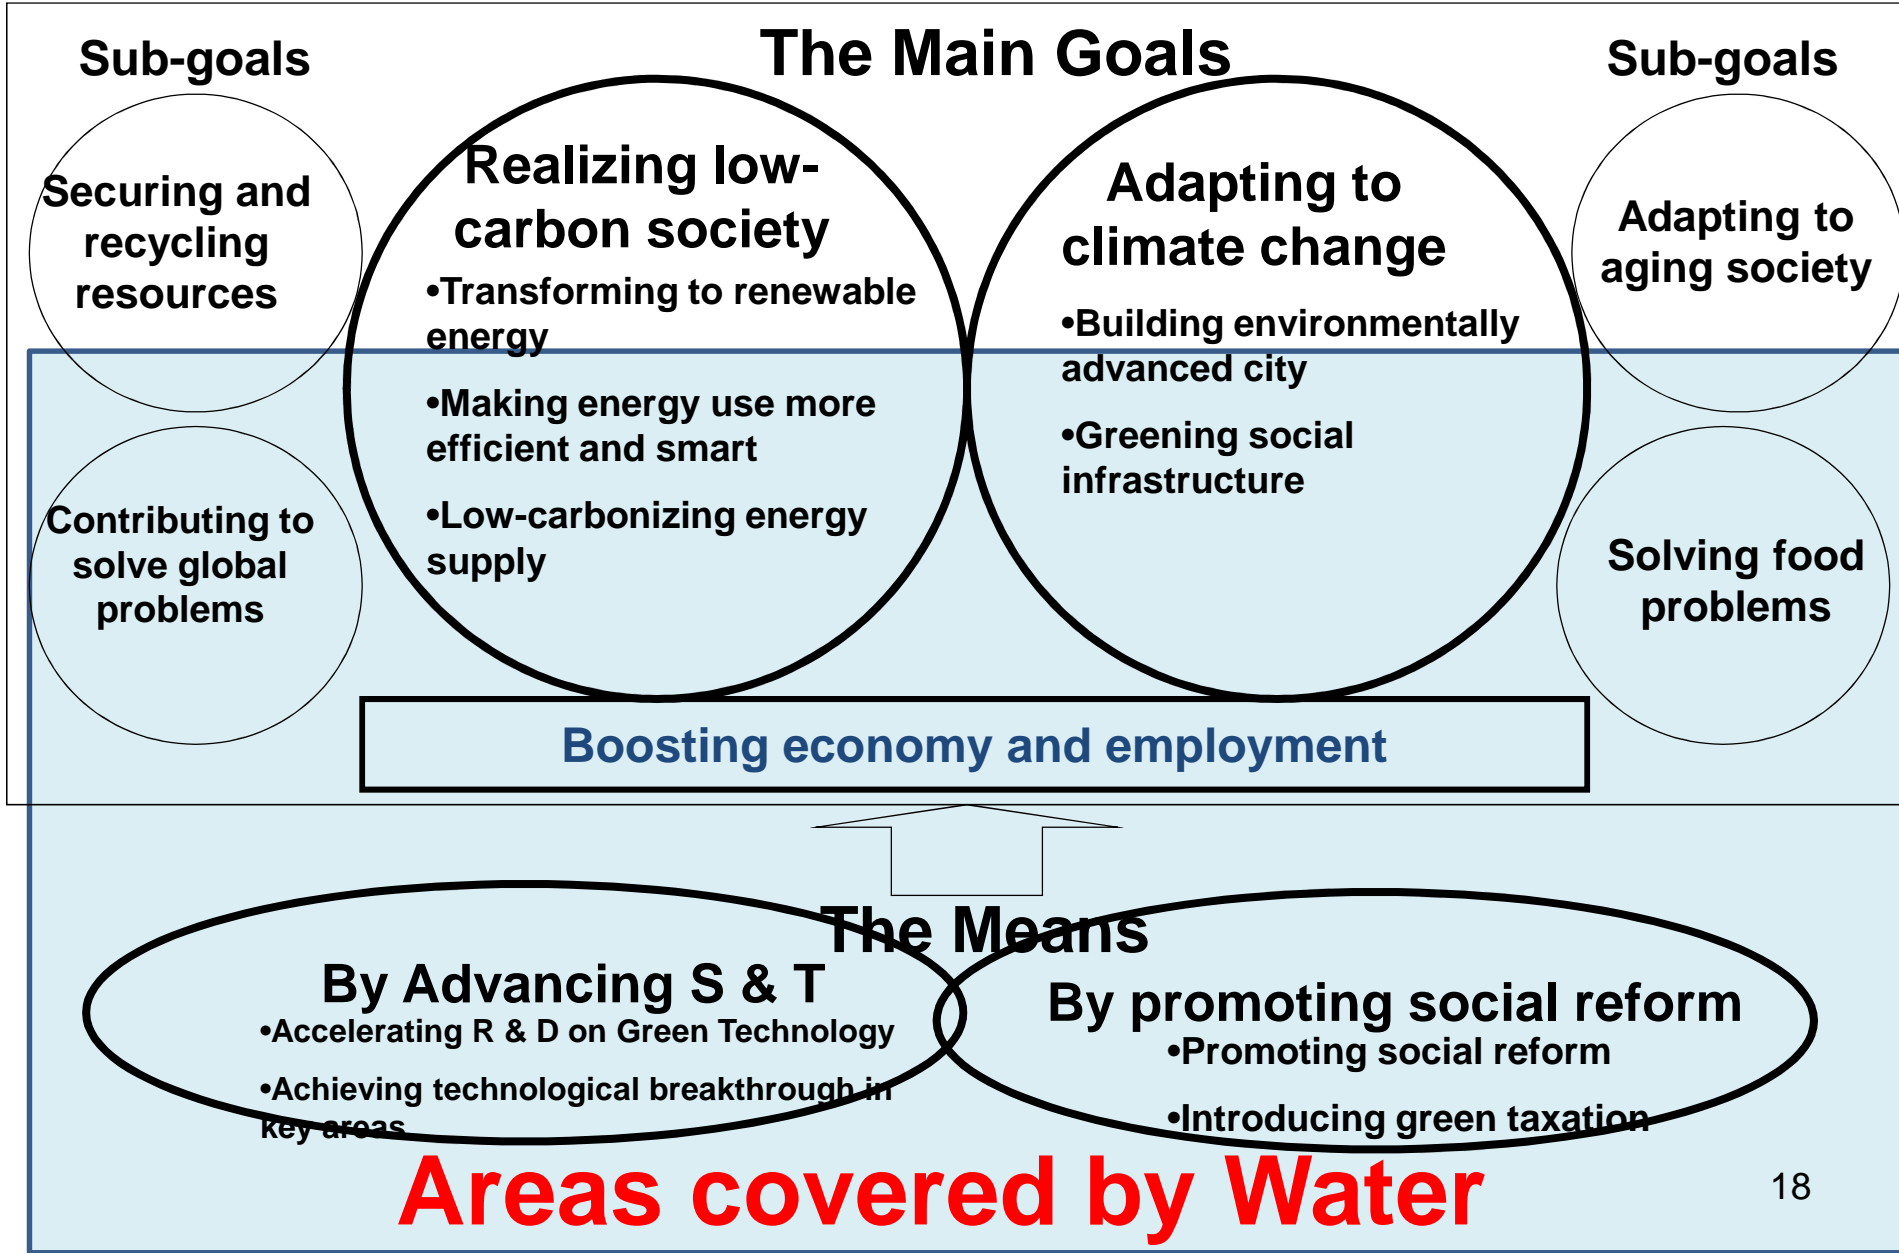 The Main Goals
Sub-goals
Sub-goals
Securing and
recycling
resources
Contributing to
solve global
problems
Realizing low-
carbon society
•Transforming to renewable
energy
•Making energy use more
efficient and smart
•Low-carbonizing energy
supply
Adapting to
climate change
•Building environmentally
advanced city
•Greening social
infrastructure
Adapting to
aging society
Solving food
problems
Boosting economy and employment
The Means
By Advancing S & T
•Accelerating R & D on Green Technology
•Achieving technological breakthrough in
key areas
By promoting social reform
•Promoting social reform
•Introducing green taxation
Areas covered by Water
18